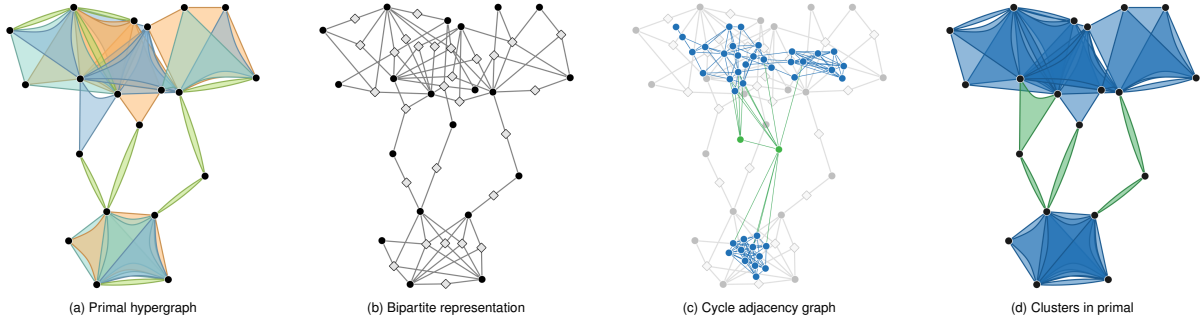 (a) Primal hypergraph
(b) Bipartite representation
(c) Cycle adjacency graph
(d) Clusters in primal